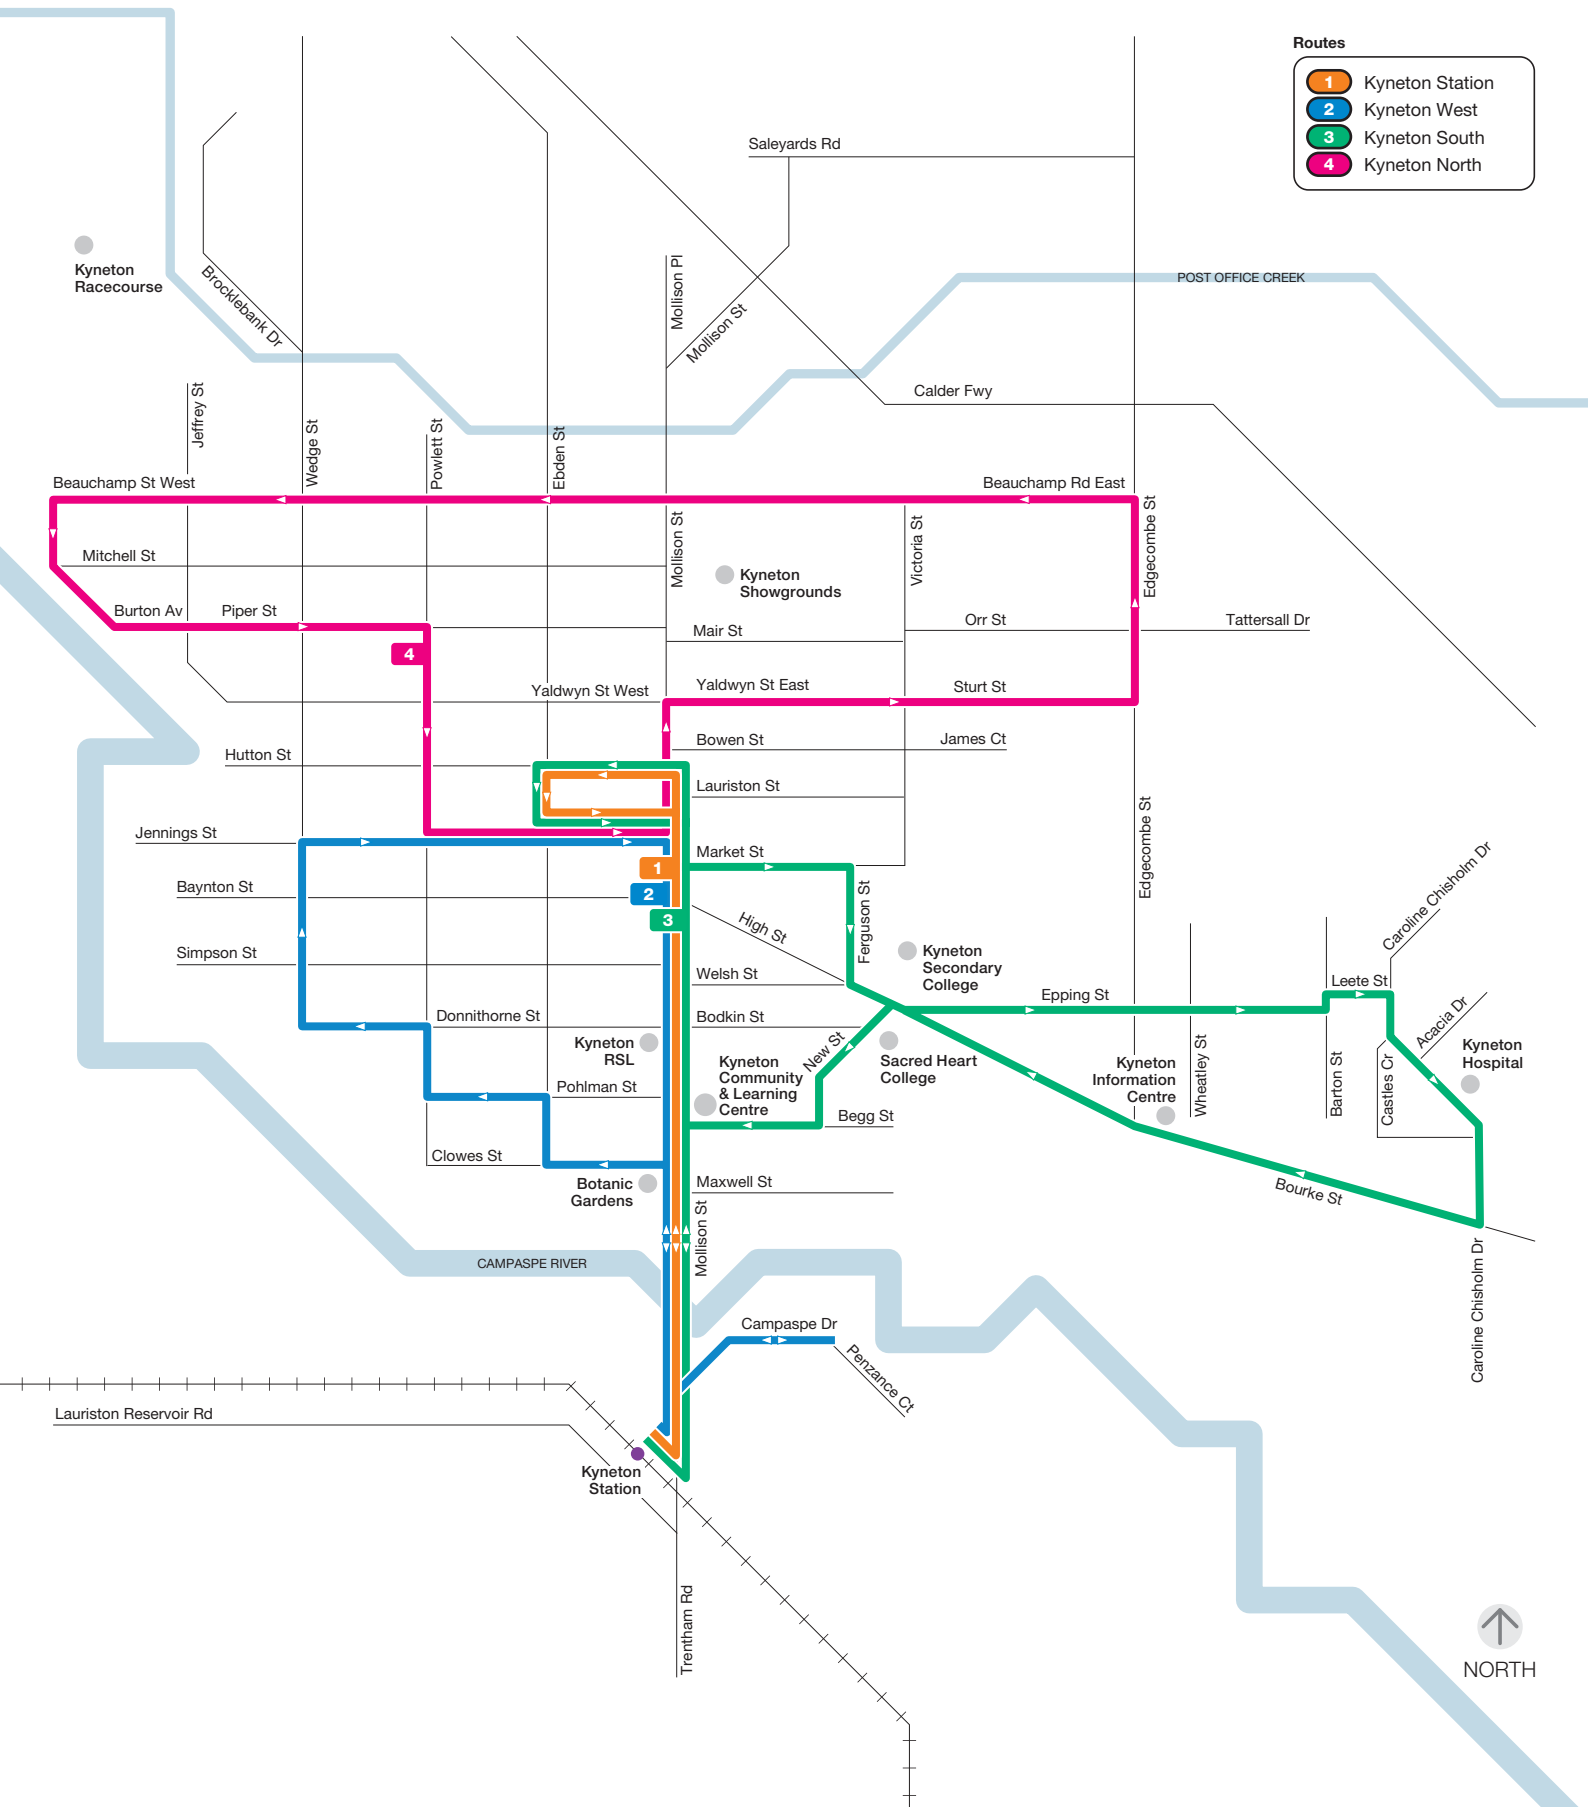 Routes
1 Kyneton Station
2 Kyneton West
3 Kyneton South
4 Kyneton North
Saleyards Rd
Kyneton
Racecourse
Brocklebank Dr
Mollison Pl
Mollison St
POST OFFICE CREEK
Calder Fwy
Jeffrey St
Wedge St
Powlett St
Ebden St
Beauchamp St West
Beauchamp Rd East
Mollison St
Victoria St
Edgecombe St
Mitchell St
Kyneton
Showgrounds
Burton Av
Piper St
Mair St
Orr St
Tattersall Dr
4
Yaldwyn St West
Yaldwyn St East
Sturt St
Hutton St
Bowen St
James Ct
Lauriston St
Jennings St
Market St
Edgecombe St
1
2
3
Baynton St
High St
Ferguson St
Caroline Chisholm Dr
Simpson St
Kyneton
Secondary
College
Welsh St
Leete St
Epping St
Donnithorne St
Bodkin St
Acacia Dr
Kyneton
RSL
New St
Sacred Heart
College
Kyneton
Hospital
Kyneton
Community
& Learning
Centre
Kyneton
Information
Centre
Wheatley St
Barton St
Castles Cr
Pohlman St
Begg St
Clowes St
Botanic
Gardens
Maxwell St
Bourke St
Mollison St
CAMPASPE RIVER
Caroline Chisholm Dr
Campaspe Dr
Penzance Ct
Lauriston Reservoir Rd
Kyneton
Station
Trentham Rd
NORTH